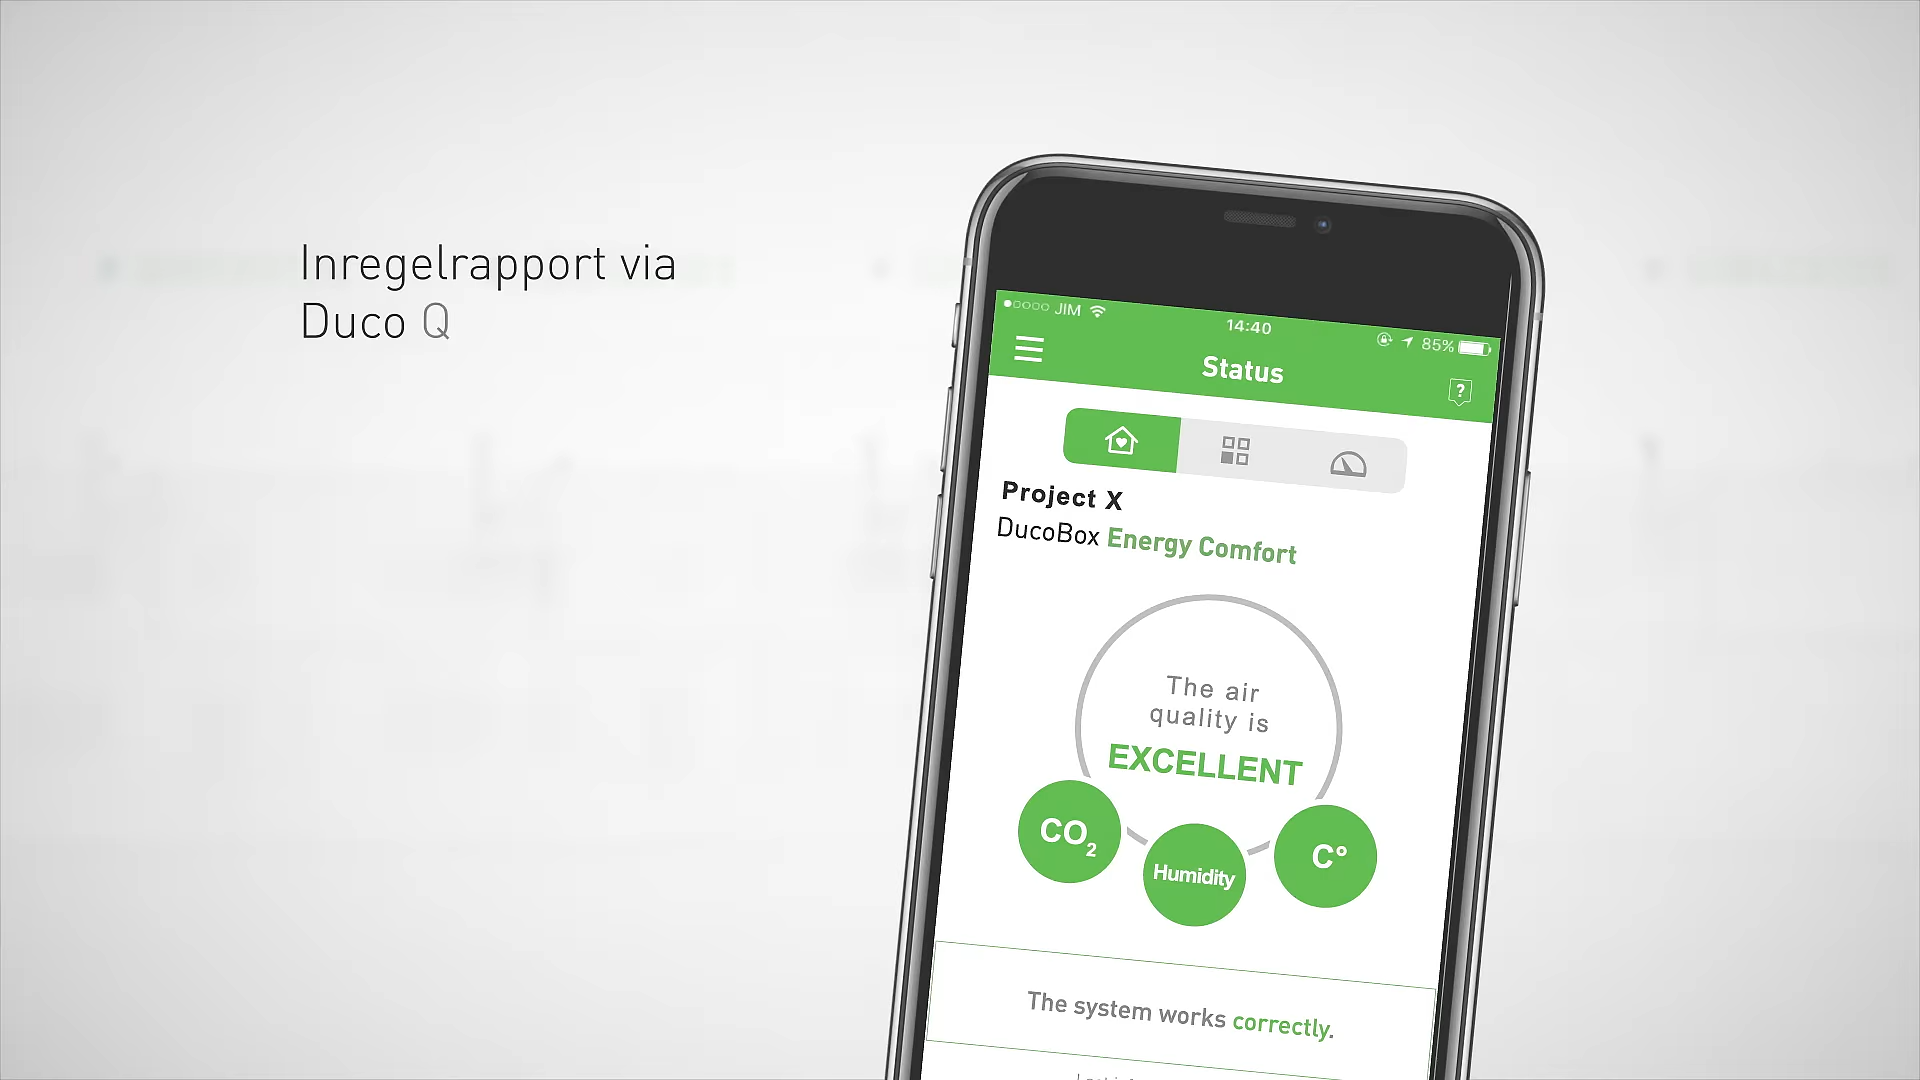 Inregelrapport via
Duco Q
JIM
14:40
85%
Status
?
Project X
DucoBox Energy Comfort
The air
quality is
EXCELLENT
CO2
Humidity
C°
The system works correctly.